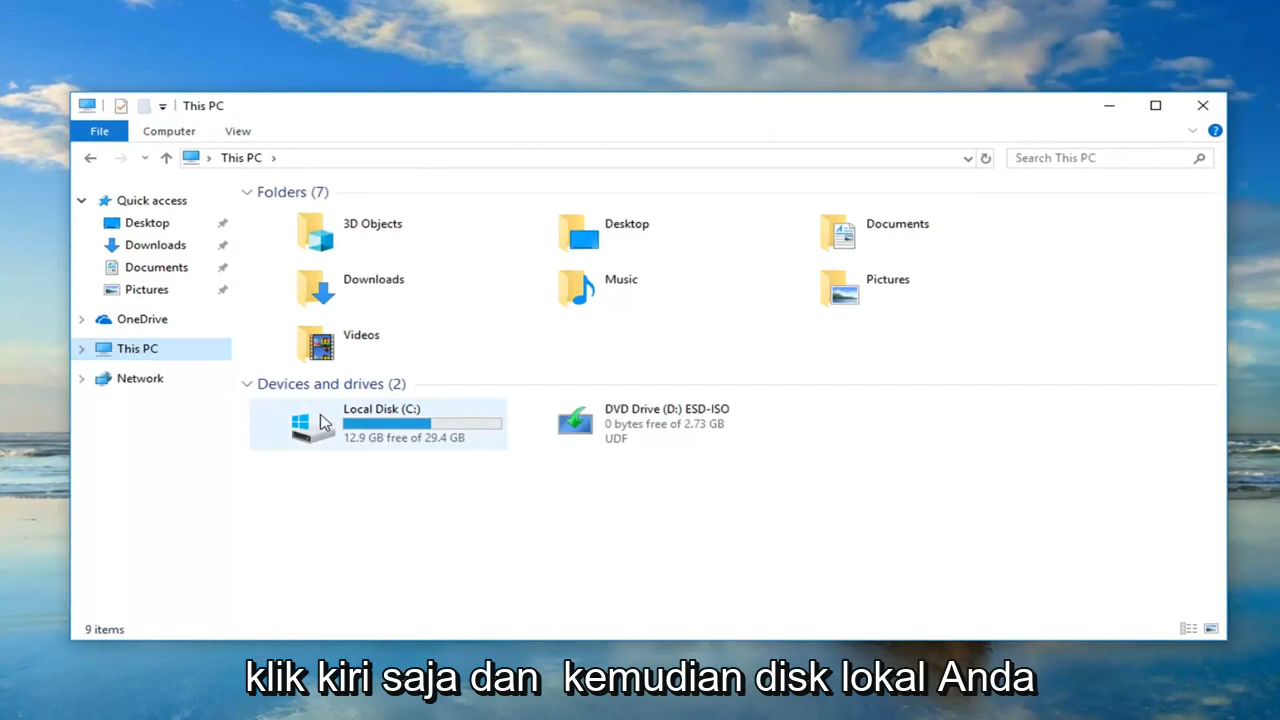 This PC
File Computer View
This PC
Search This PC
Quick access
Desktop
Downloads
Documents
Pictures
OneDrive
This PC
Network
Folders (7)
3D Objects
Desktop
Documents
Downloads
Music
Pictures
Videos
Devices and drives (2)
Local Disk (C:)
12.9 GB free of 29.4 GB
DVD Drive (D:) ESD-ISO
0 bytes free of 2.73 GB
UDF
9 items
klik kiri saja dan kemudian disk lokal Anda